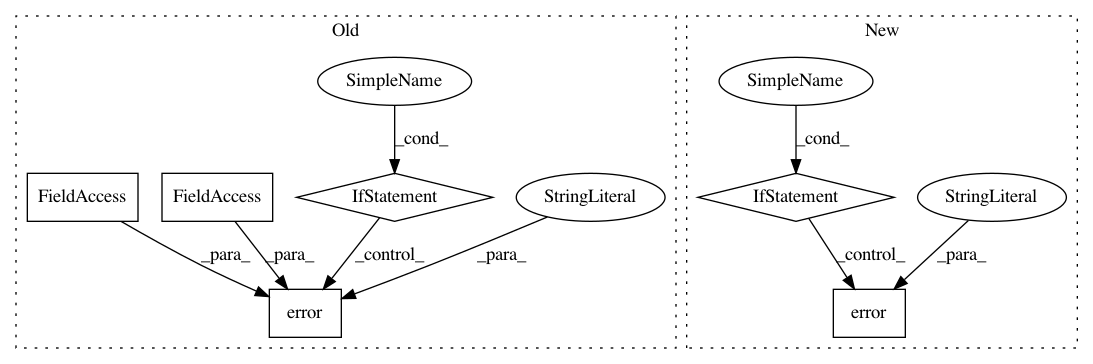 Old
New
SimpleName
SimpleName
_cond_
_cond_
FieldAccess
FieldAccess
IfStatement
StringLiteral
IfStatement
StringLiteral
_para_
_para_
_control_
_para_
_control_
_para_
error
error